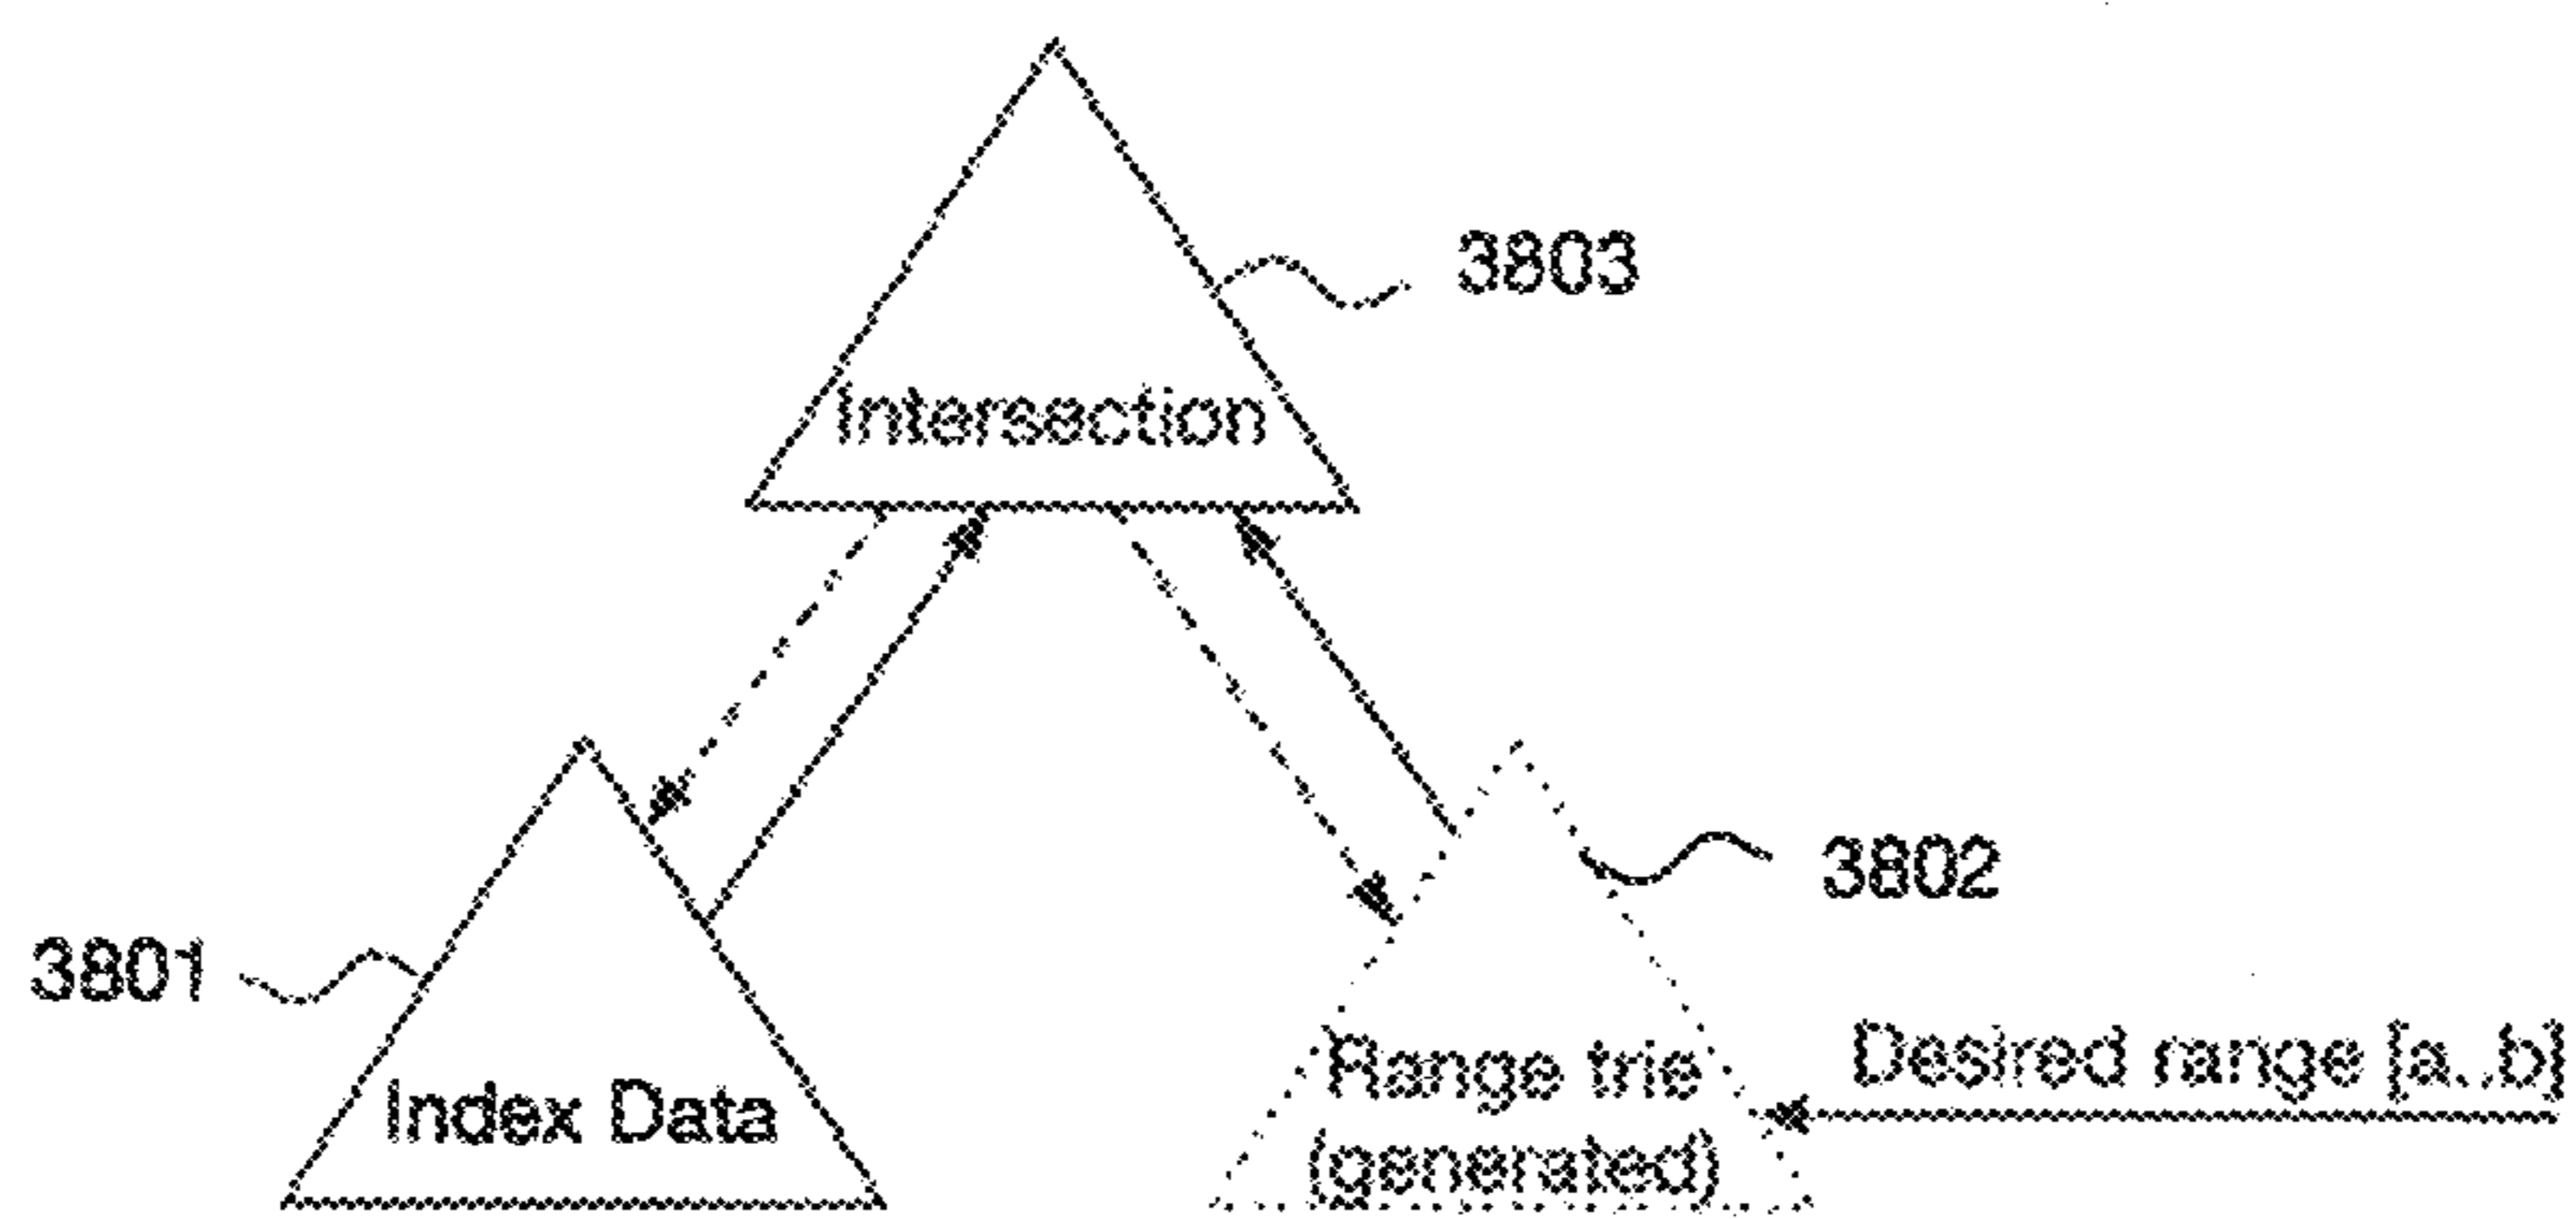 3803
Intersection
3802
3801
Desired range [a..b]
Range trie
(generated)
Index Data